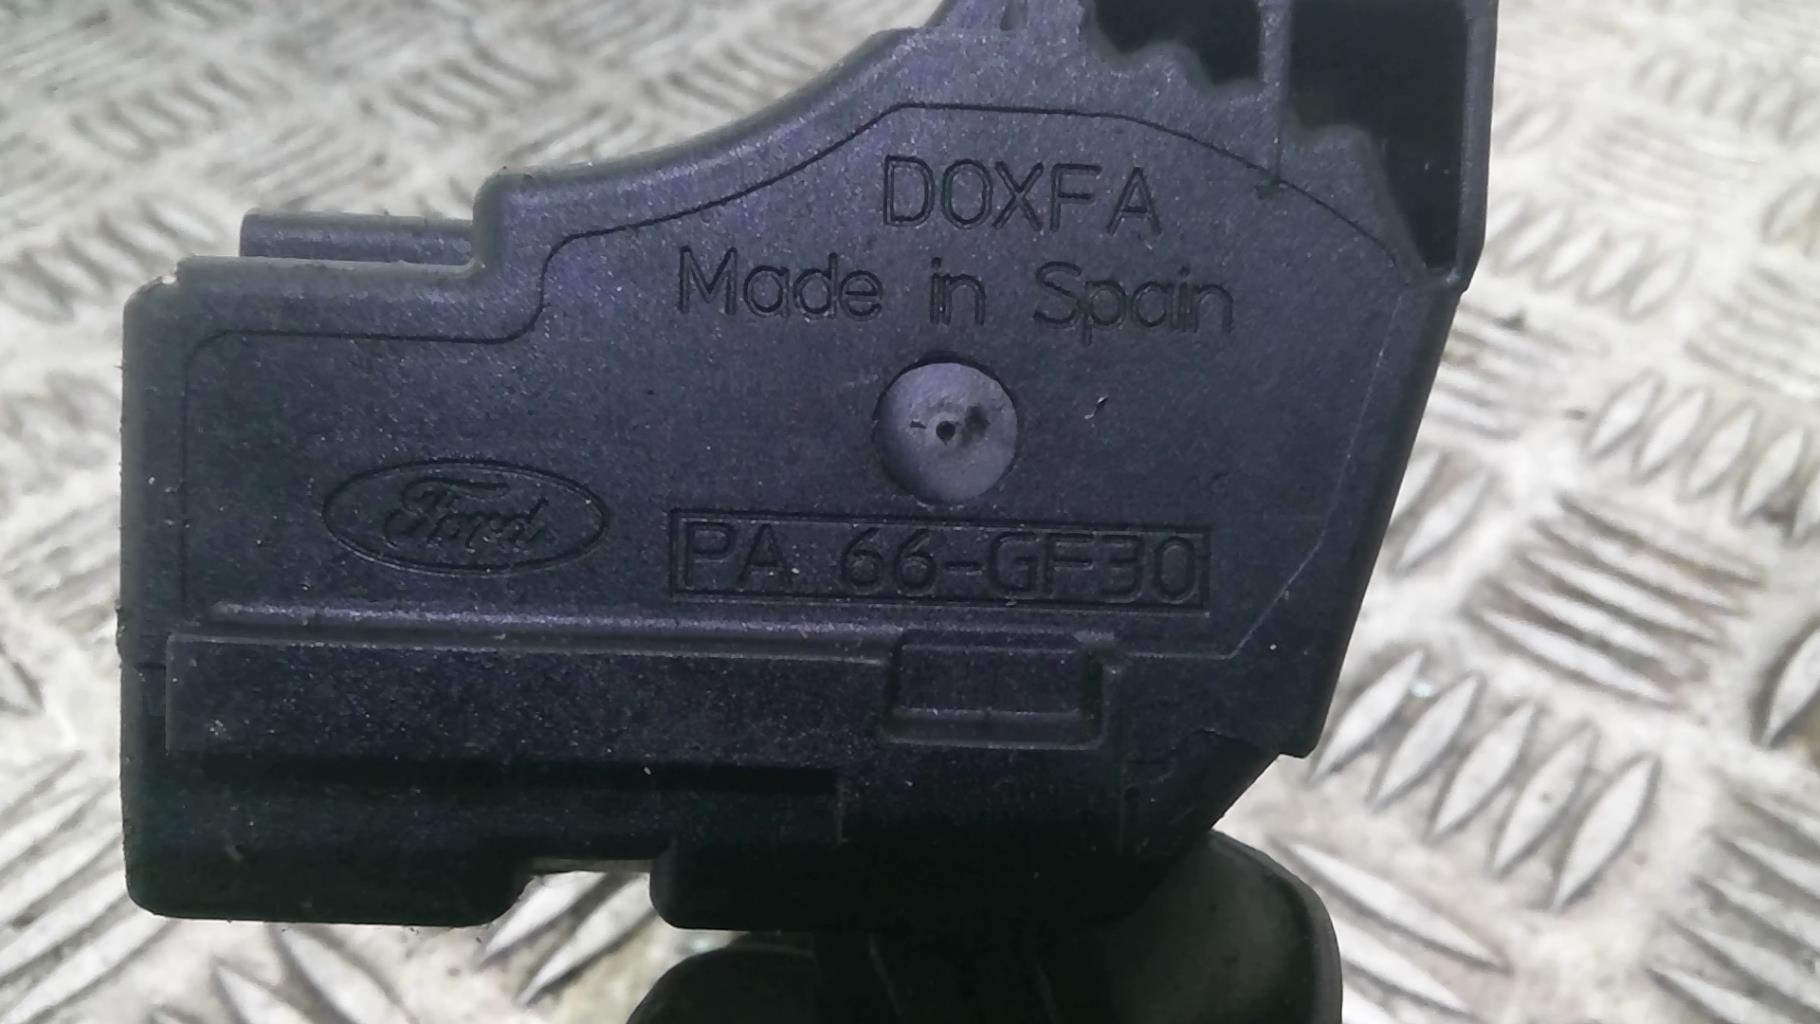 DOXFA
Made in Spain
Ford
PA 66-GF30